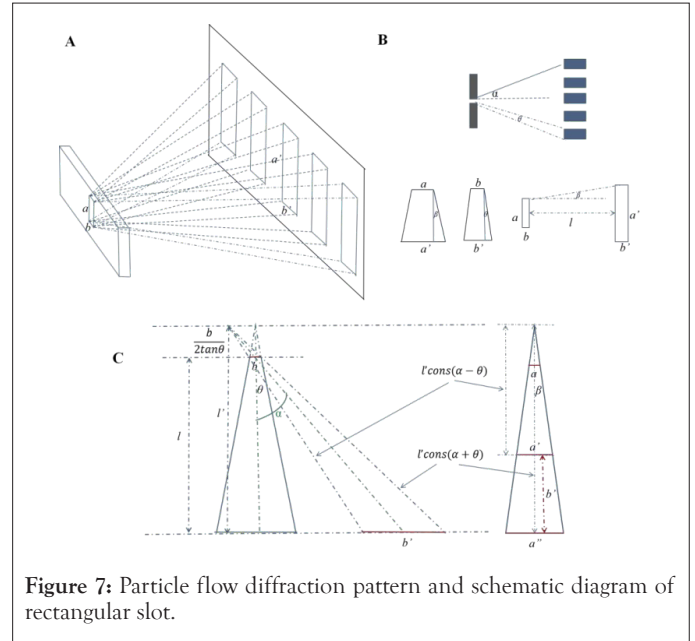 A
a
b
a'
b'
B
α
θ
a
β
a'
b
θ
b'
a
b
β
l
a'
b'
C
b
2tanθ
l
l'
b
θ
α
l'cons(α − θ)
l'cons(α + θ)
b'
a
β
a'
b'
a''
Figure 7: Particle flow diffraction pattern and schematic diagram of
rectangular slot.